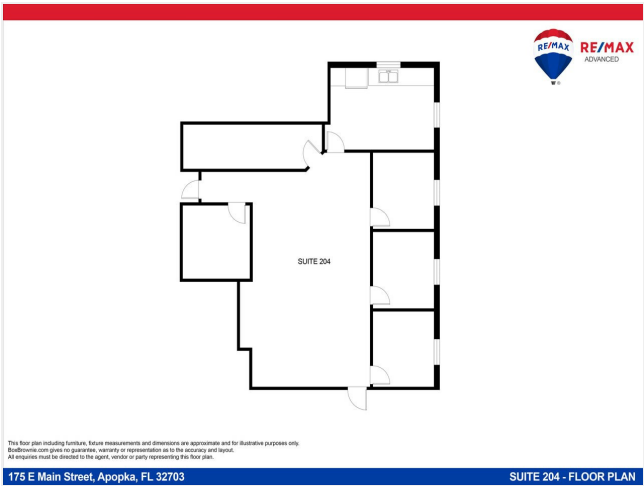 RE/MAX
RE/MAX
ADVANCED
SUITE 204
This floor plan including furniture, fixture measurements and dimensions are approximate and for illustrative purposes only.
BoxBrownie.com gives no guarantee, warranty or representation as to the accuracy and layout.
All enquiries must be directed to the agent, vendor or party representing this floor plan.
175 E Main Street, Apopka, FL 32703
SUITE 204 - FLOOR PLAN